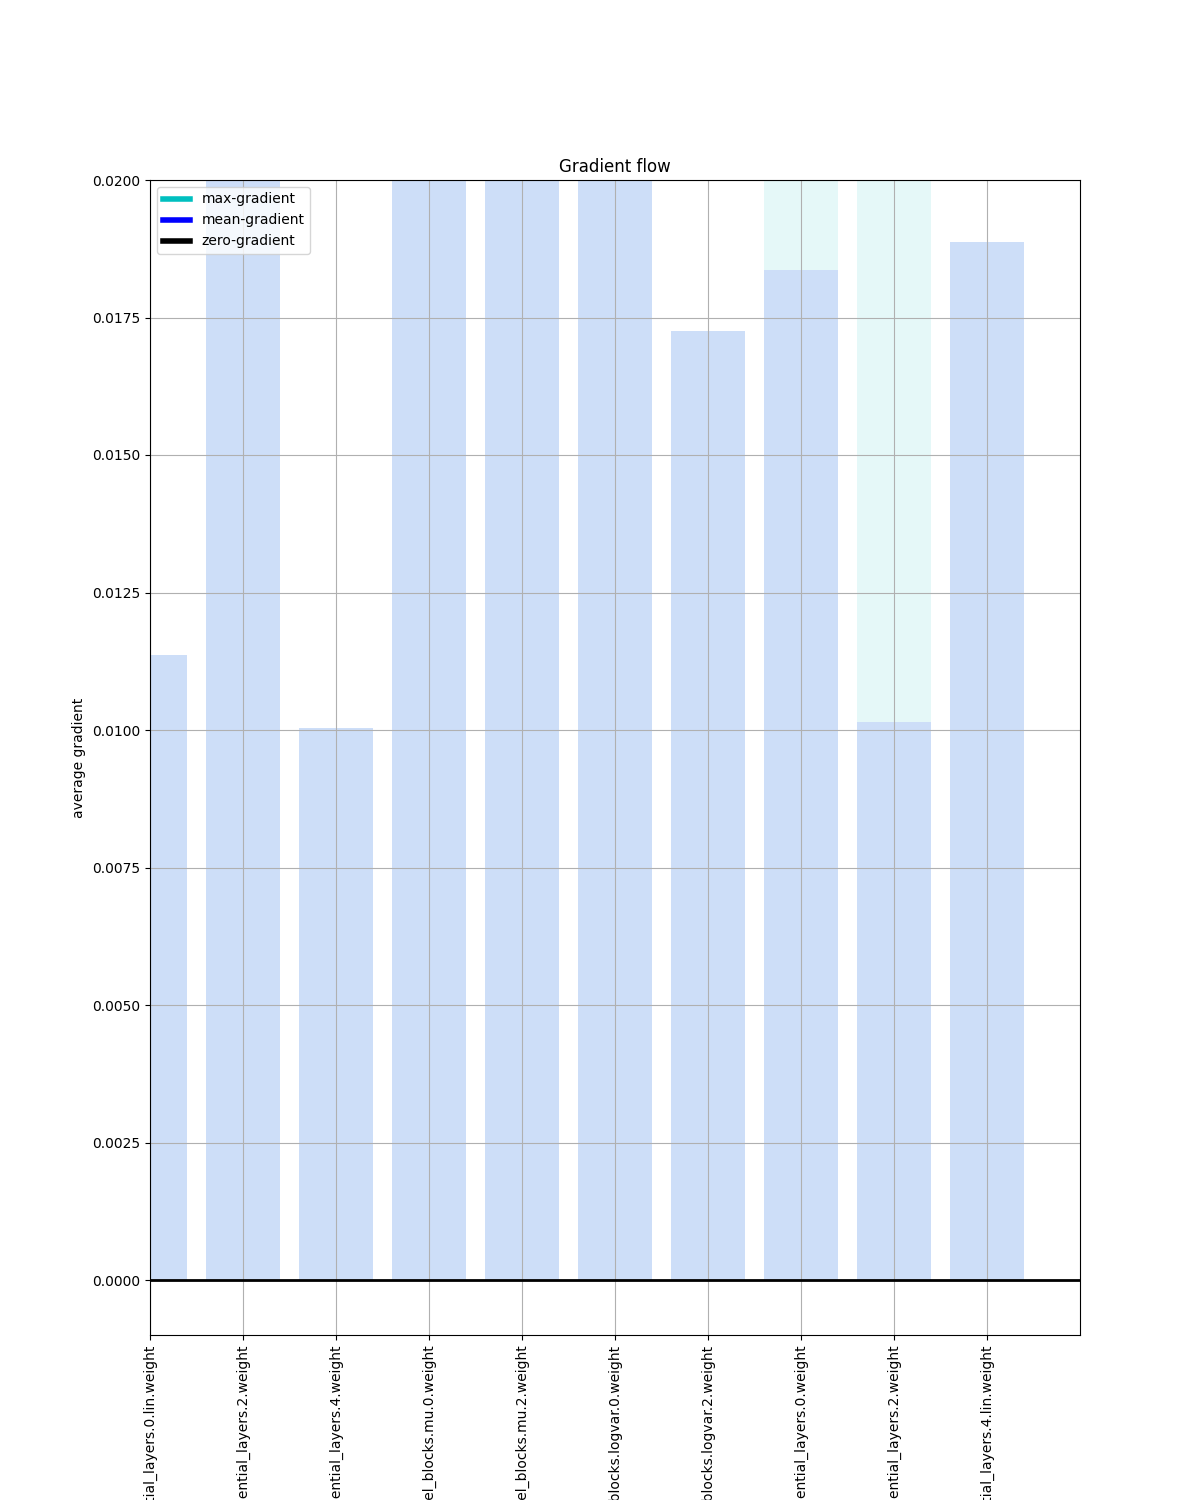 Gradient flow
max-gradient
mean-gradient
zero-gradient
0.0200
0.0175
0.0150
0.0125
0.0100
0.0075
0.0050
0.0025
0.0000
average gradient
tial_layers.0.lin.weight
ential_layers.2.weight
ential_layers.4.weight
el_blocks.mu.0.weight
el_blocks.mu.2.weight
blocks.logvar.0.weight
blocks.logvar.2.weight
ential_layers.0.weight
ential_layers.2.weight
tial_layers.4.lin.weight